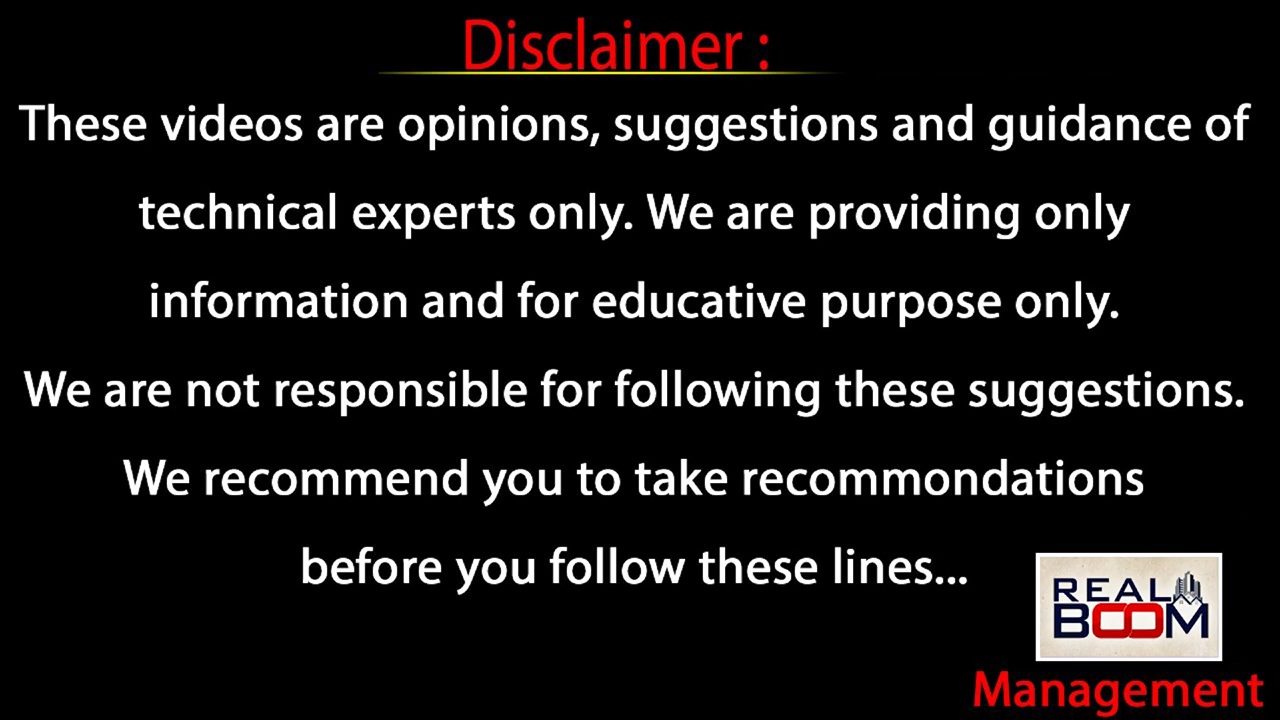 Disclaimer :
These videos are opinions, suggestions and guidance of
technical experts only. We are providing only
information and for educative purpose only.
We are not responsible for following these suggestions.
We recommend you to take recommondations
before you follow these lines...
REAL
BOOM
Management